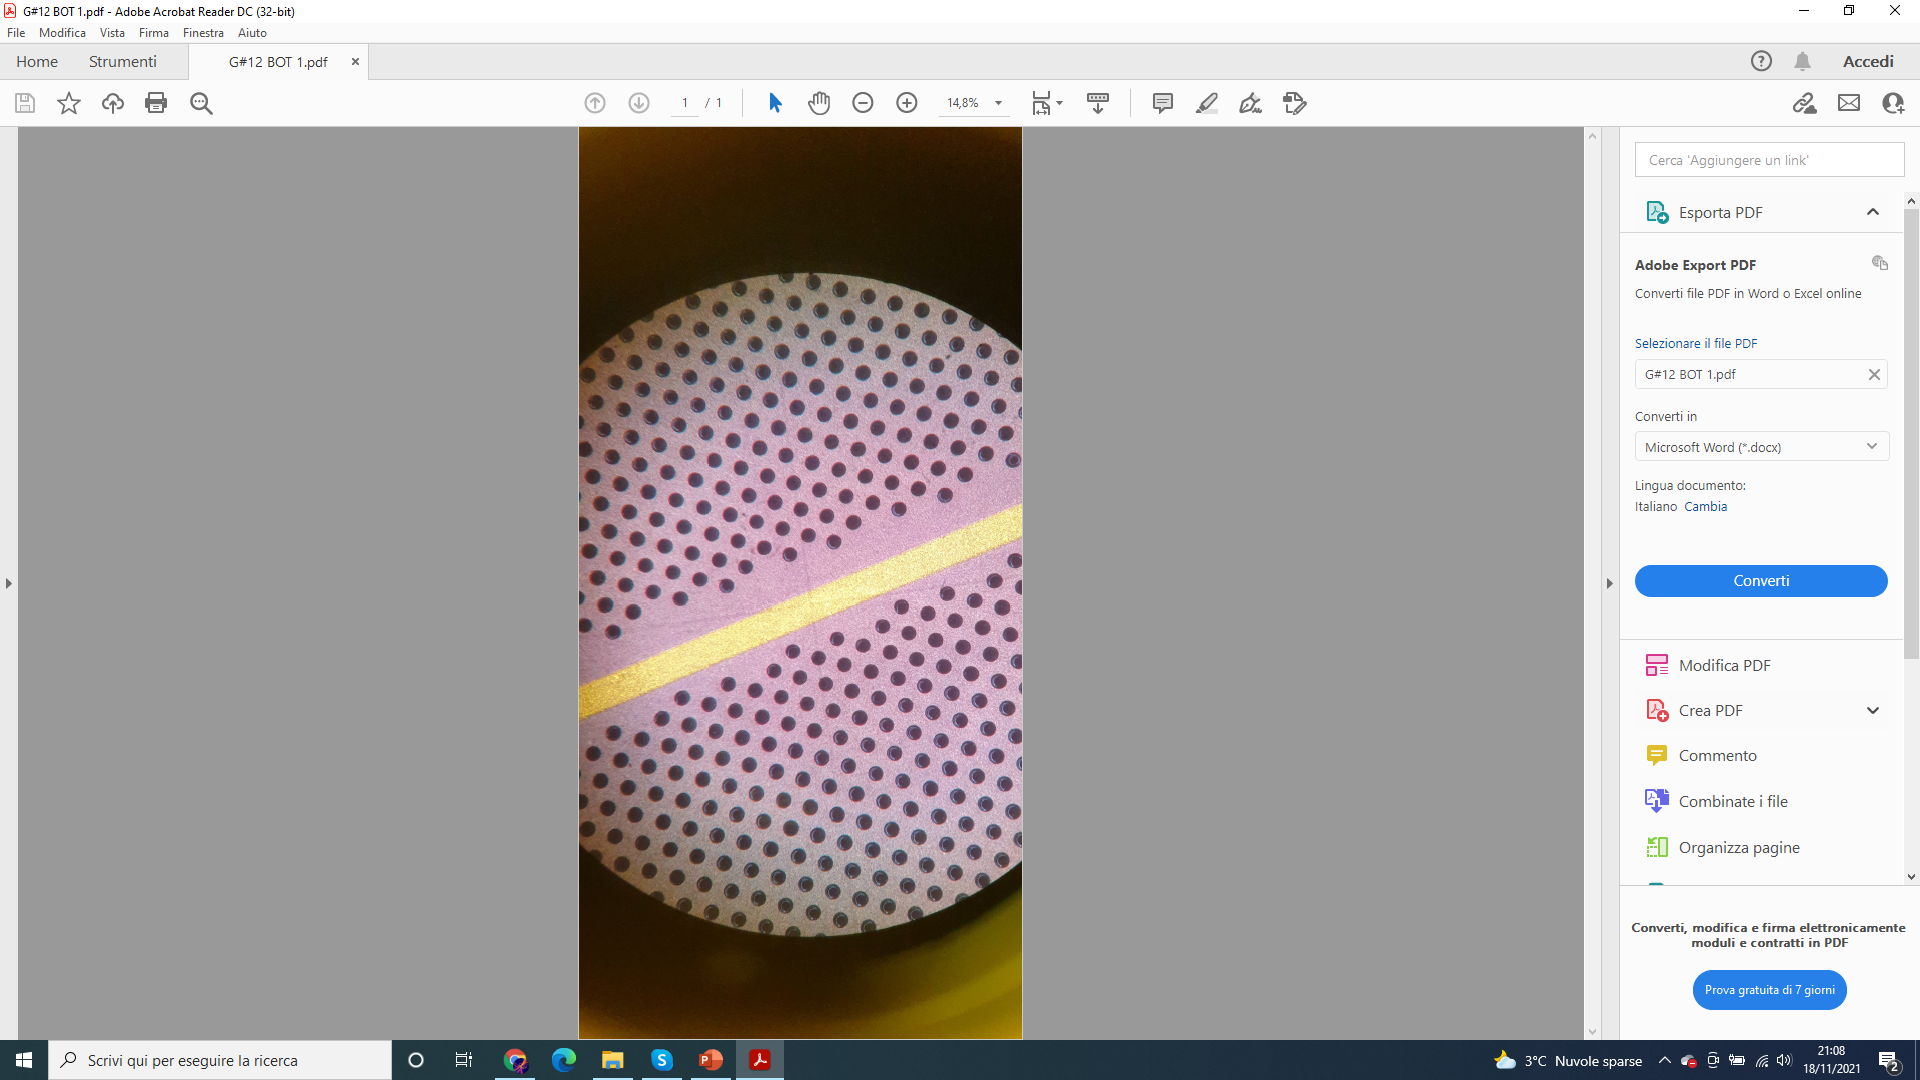 G#12 BOT 1.pdf - Adobe Acrobat Reader DC (32-bit)
File Modifica Vista Firma Finestra Aiuto
Home Strumenti G#12 BOT 1.pdf Accedi
1 / 1 14,8%
Cerca 'Aggiungere un link'
Esporta PDF
Adobe Export PDF
Converti file PDF in Word o Excel online
Selezionare il file PDF
G#12 BOT 1.pdf
Converti in
Microsoft Word (*.docx)
Lingua documento:
Italiano Cambia
Converti
Modifica PDF
Crea PDF
Commento
Combinate i file
Organizza pagine
Converti, modifica e firma elettronicamente
moduli e contratti in PDF
Prova gratuita di 7 giorni
Scrivi qui per eseguire la ricerca
3°C Nuvole sparse
21:08
18/11/2021
2